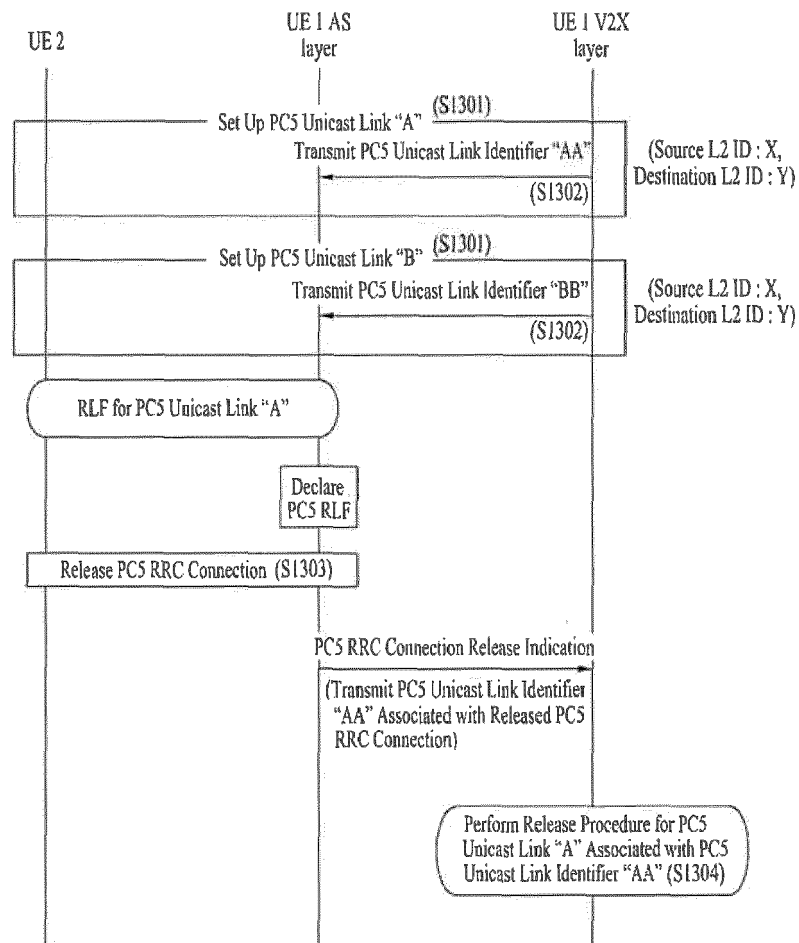 UE 2
UE 1 AS
layer
UE 1 V2X
layer
Set Up PC5 Unicast Link "A" (S1301)
Transmit PC5 Unicast Link Identifier "AA"
(S1302)
(Source L2 ID : X,
Destination L2 ID : Y)
Set Up PC5 Unicast Link "B" (S1301)
Transmit PC5 Unicast Link Identifier "BB"
(S1302)
(Source L2 ID : X,
Destination L2 ID : Y)
RLF for PC5 Unicast Link "A"
Declare
PC5 RLF
Release PC5 RRC Connection (S1303)
PC5 RRC Connection Release Indication
(Transmit PC5 Unicast Link Identifier
"AA" Associated with Released PC5
RRC Connection)
Perform Release Procedure for PC5
Unicast Link "A" Associated with PC5
Unicast Link Identifier "AA" (S1304)